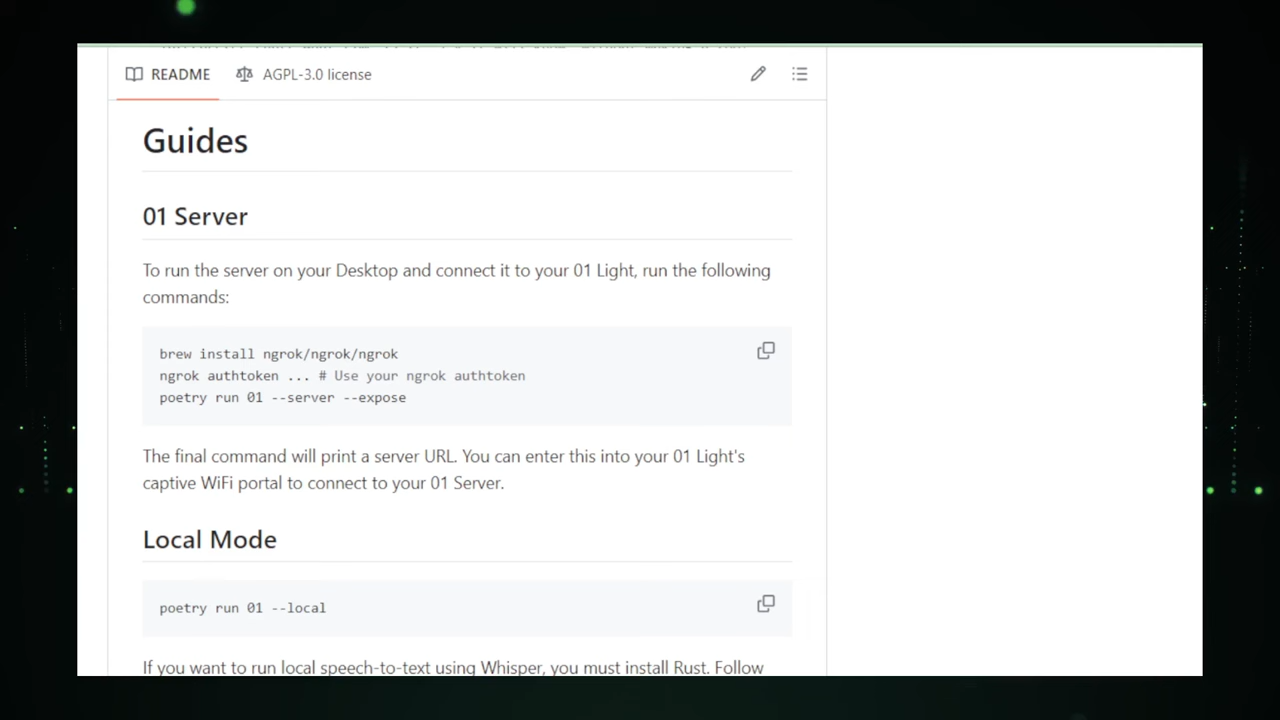 README
AGPL-3.0 license
Guides
01 Server
To run the server on your Desktop and connect it to your 01 Light, run the following
commands:
brew install ngrok/ngrok/ngrok
ngrok authtoken ... # Use your ngrok authtoken
poetry run 01 --server --expose
The final command will print a server URL. You can enter this into your 01 Light's
captive WiFi portal to connect to your 01 Server.
Local Mode
poetry run 01 --local
If you want to run local speech-to-text using Whisper, you must install Rust. Follow